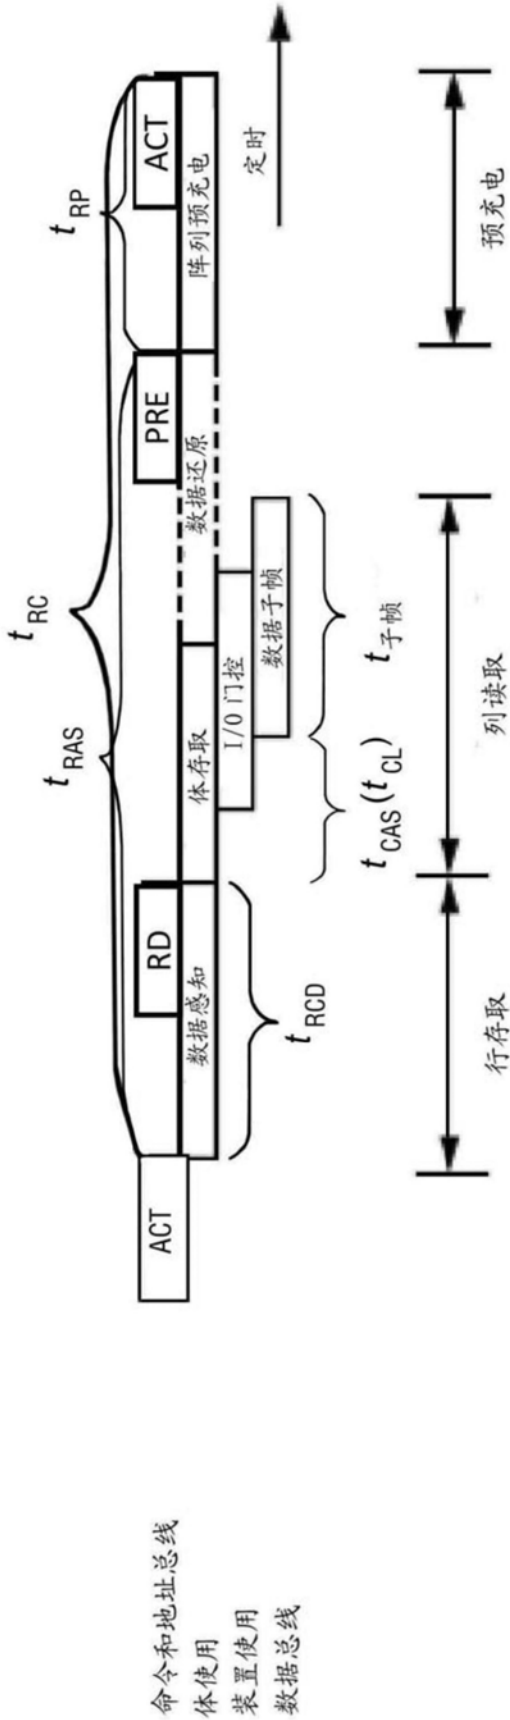 t RC
t RAS
t RP
命令和地址总线
ACT
RD
PRE
ACT
体使用
数据感知
体存取
数据还原
阵列预充电
装置使用
I/O 门控
数据总线
数据子帧
定时
t RCD
t CAS (t CL)
t 子帧
行存取
列读取
预充电